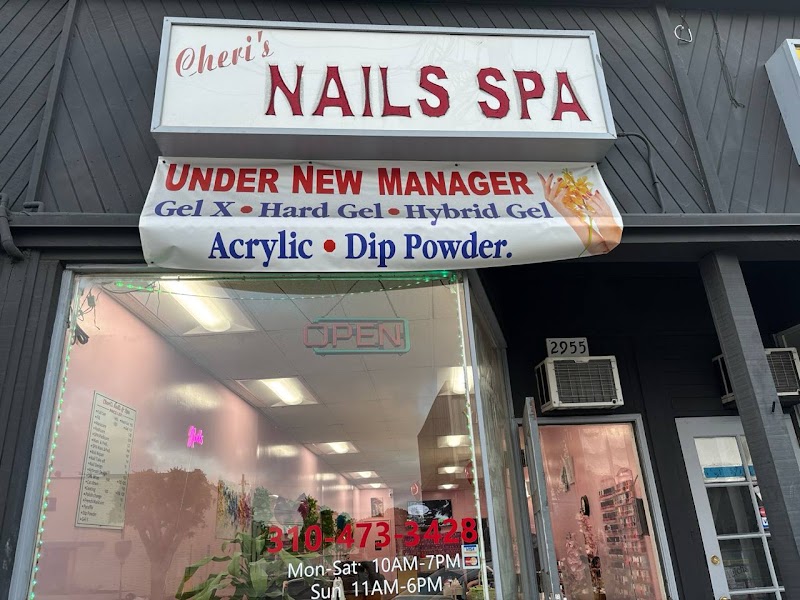 Cheri's
NAILS SPA
UNDER NEW MANAGER
Gel X • Hard Gel • Hybrid Gel
Acrylic • Dip Powder.
OPEN
2955
310-473-3428
Mon-Sat: 10AM-7PM
VISA
Sun 11AM-6PM